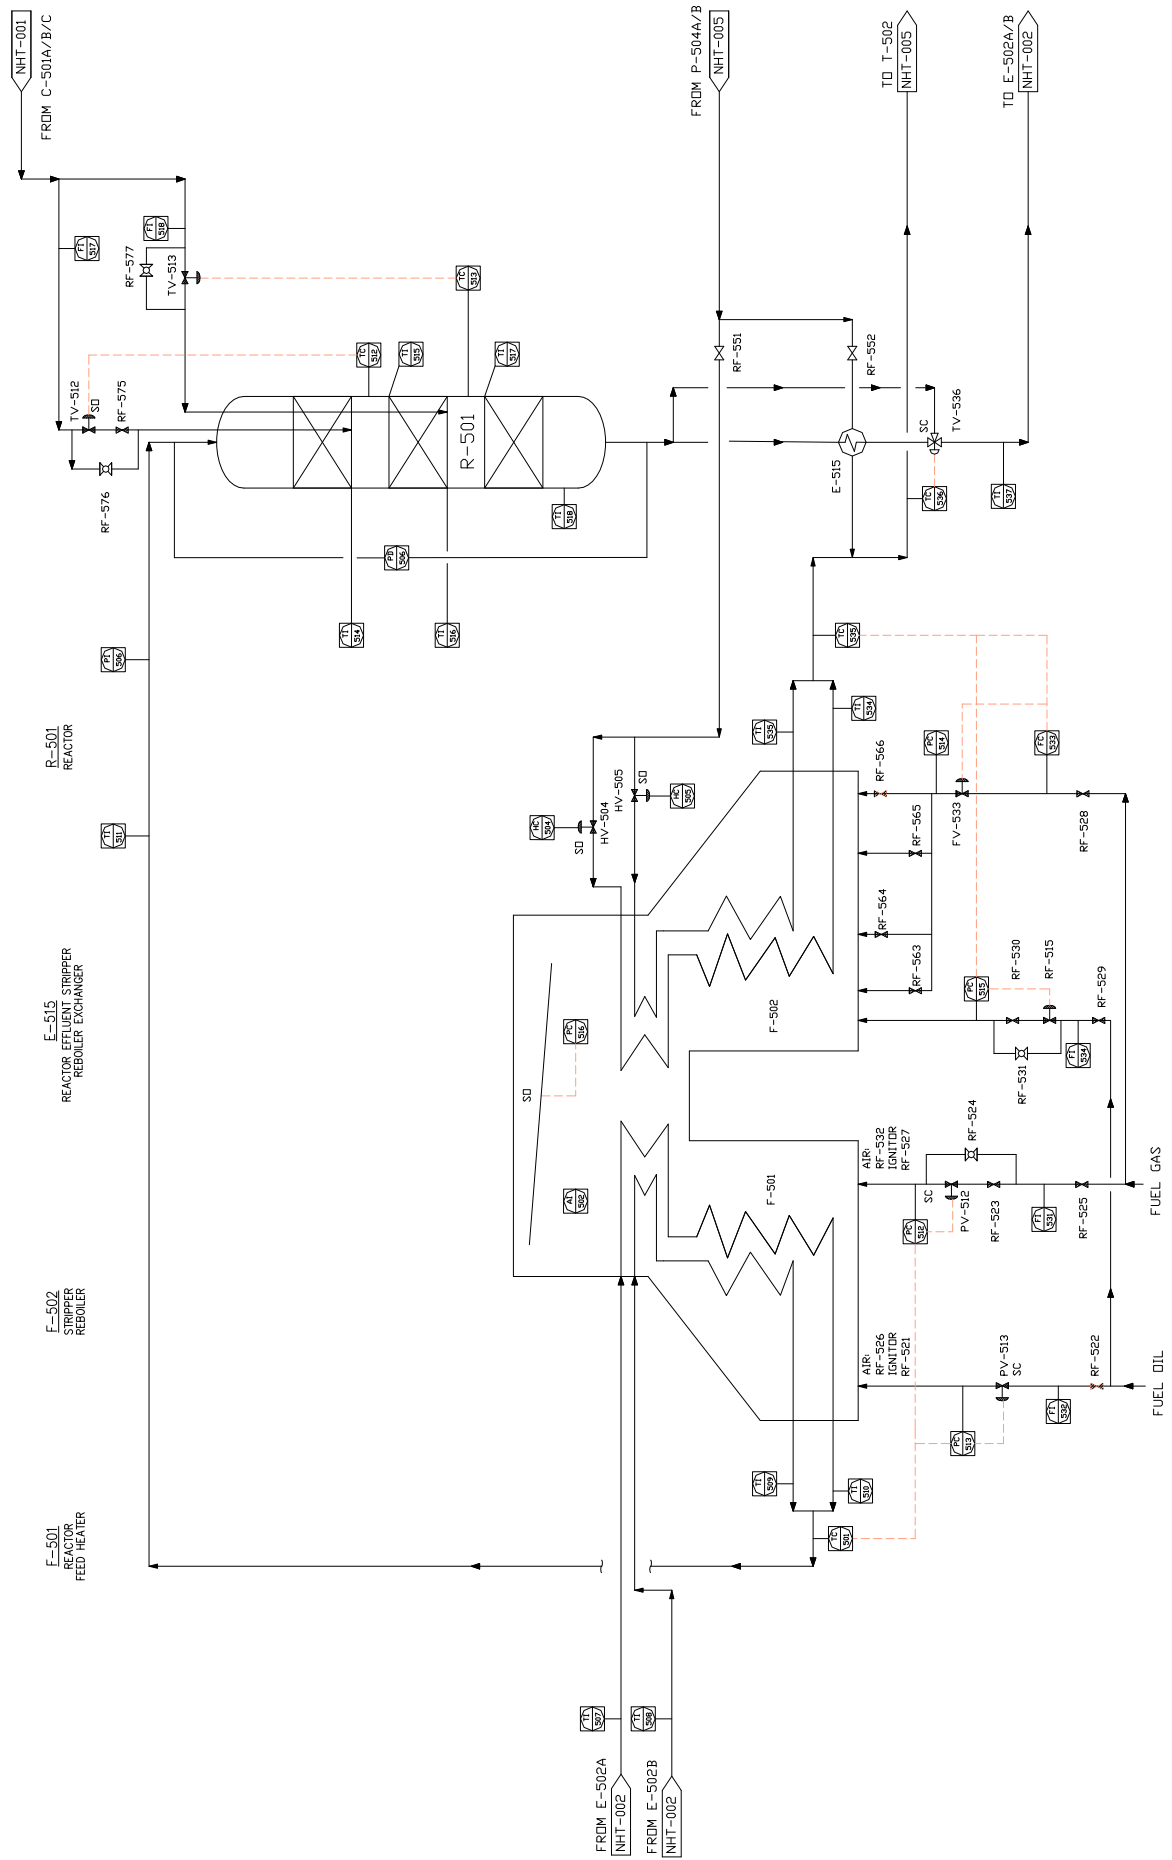 F-501
REACTOR
FEED HEATER
F-502
STRIPPER
REBOILER
E-515
REACTOR EFFLUENT STRIPPER
REBOILER EXCHANGER
R-501
REACTOR
NHT-001
FROM C-501A/B/C
FI
517
FI
518
RF-577
TV-513
TC
513
TV-512
SO
RF-575
RF-576
TC
512
TI
515
TI
517
R-501
TI
518
PD
506
TI
514
TI
516
PI
506
TI
511
FROM P-504A/B
NHT-005
TO T-502
NHT-005
TO E-502A/B
NHT-002
RF-551
RF-552
E-515
SC
TV-536
TC
536
TI
537
TC
535
TI
535
TI
534
HC
504
SO
HV-504
HV-505
SO
HC
505
SO
PC
516
AI
502
F-502
F-501
RF-566
RF-565
RF-564
RF-563
PC
514
FV-533
FC
533
RF-528
PC
515
RF-530
RF-515
RF-529
RF-531
FI
534
AIR:
RF-532
IGNITOR
RF-527
RF-524
SC
PC
512
PV-512
RF-523
FI
531
RF-525
FUEL GAS
AIR:
RF-526
IGNITOR
RF-521
PV-513
SC
PC
513
FI
532
RF-522
FUEL OIL
TI
509
TI
510
TC
501
TI
507
TI
508
FROM E-502A
NHT-002
FROM E-502B
NHT-002